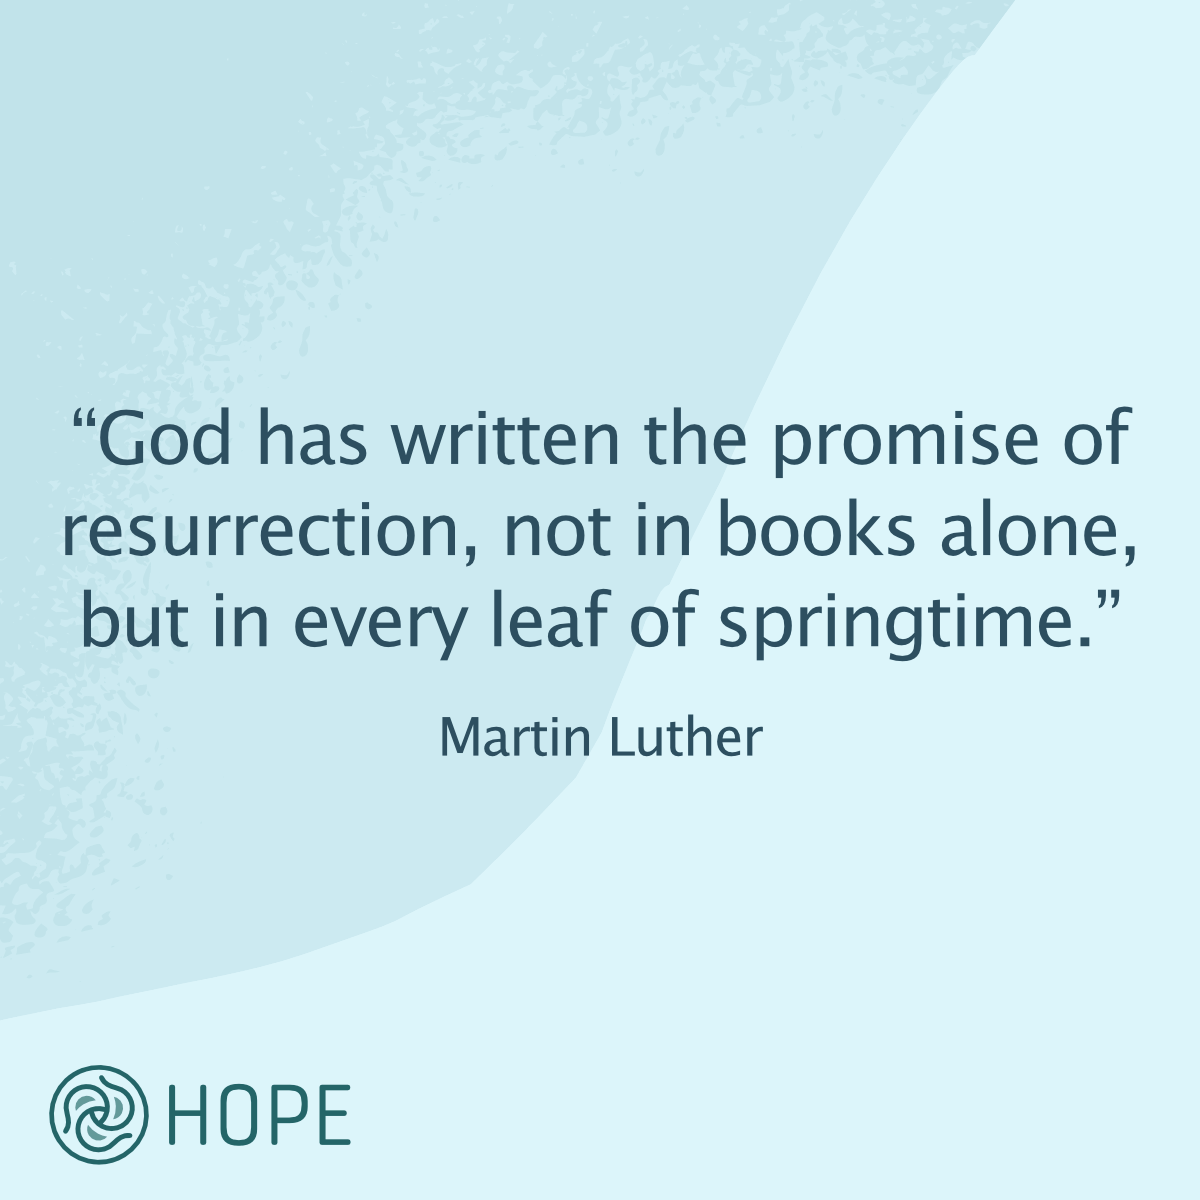 “God has written the promise of
resurrection, not in books alone,
but in every leaf of springtime.”
Martin Luther
HOPE